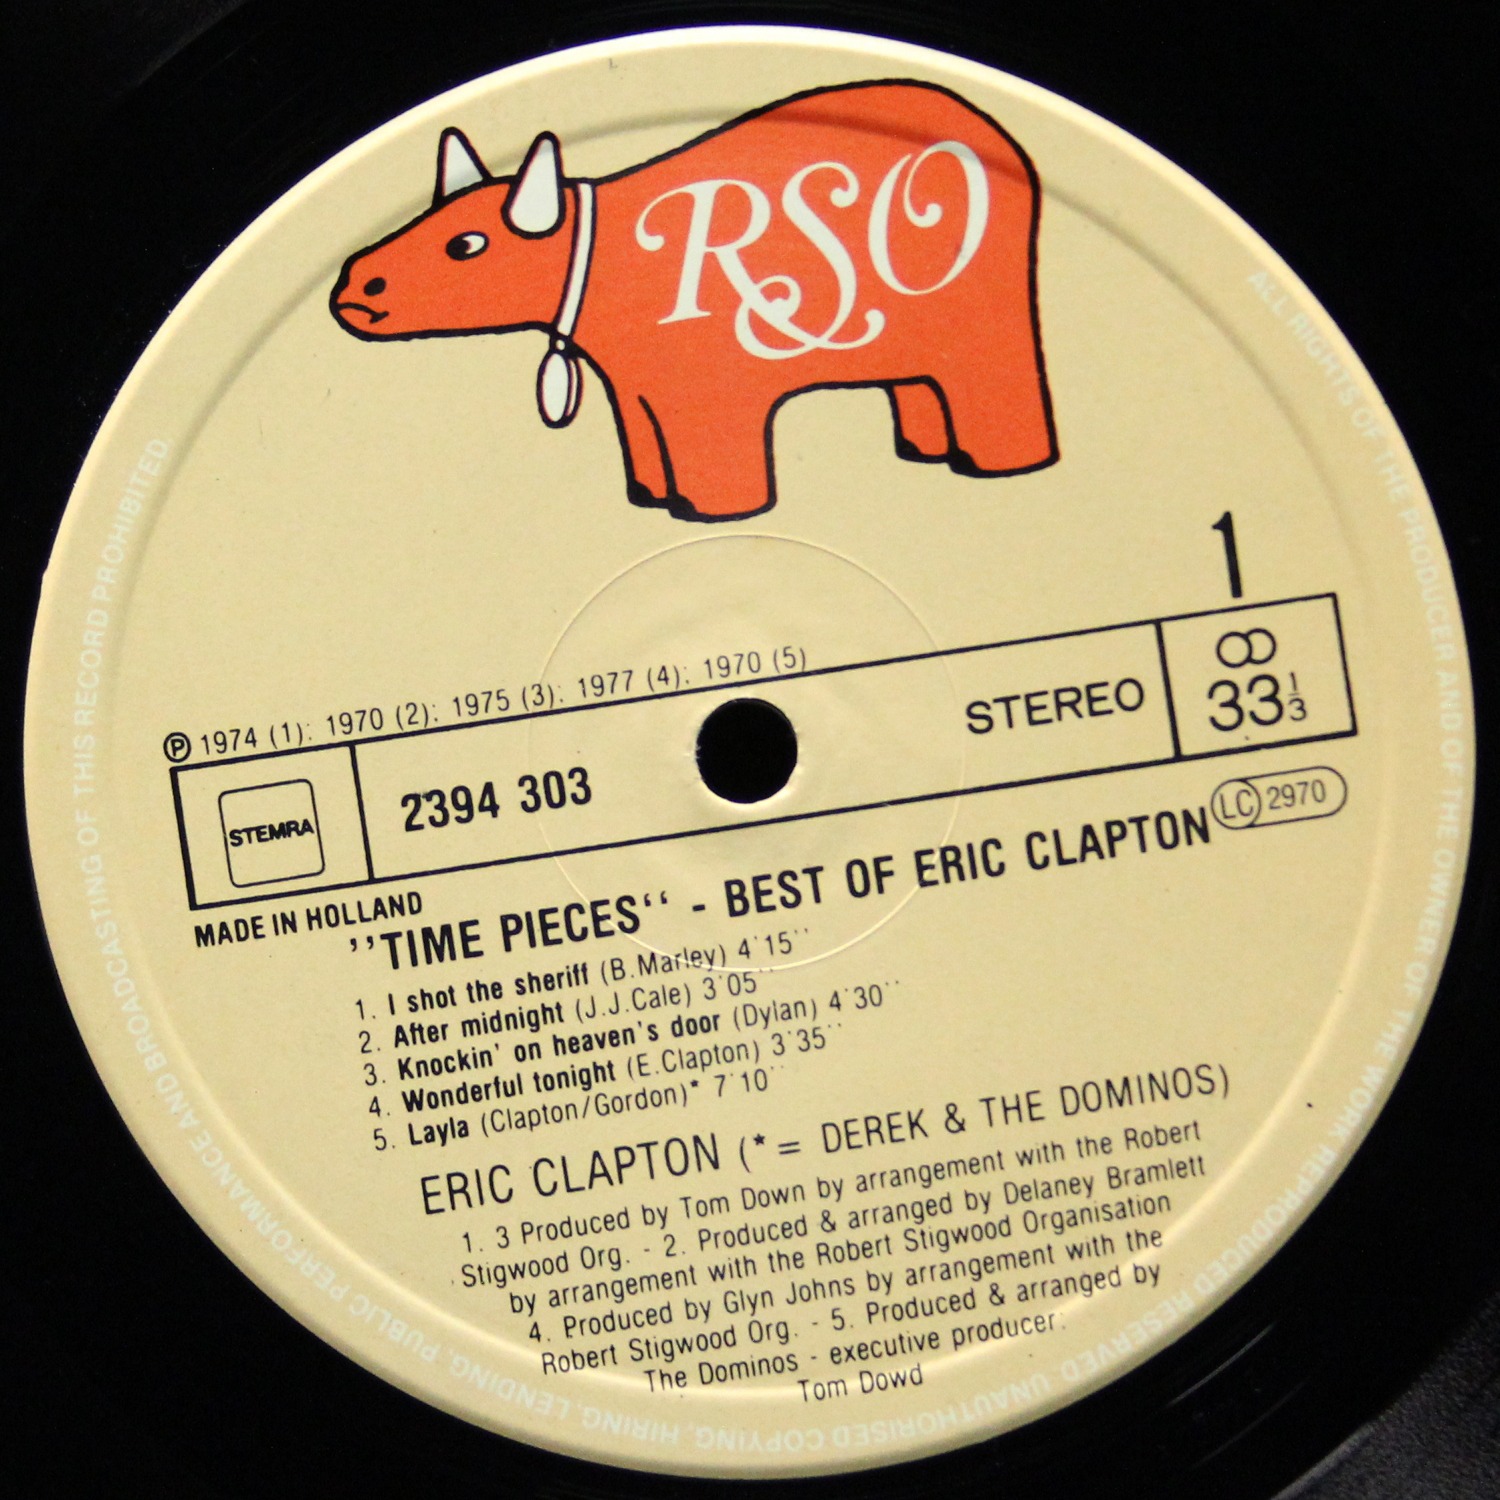 RSO
1
℗ 1974 (1): 1970 (2): 1975 (3): 1977 (4): 1970 (5)
STEMRA
2394 303
STEREO
33 1/3
MADE IN HOLLAND
LC 2970
’’TIME PIECES‘‘ - BEST OF ERIC CLAPTON
1. I shot the sheriff (B.Marley) 4'15''
2. After midnight (J.J.Cale) 3'05''
3. Knockin' on heaven's door (Dylan) 4'30''
4. Wonderful tonight (E.Clapton) 3'35''
5. Layla (Clapton/Gordon)* 7'10''
ERIC CLAPTON (* = DEREK & THE DOMINOS)
1. 3 Produced by Tom Down by arrangement with the Robert
Stigwood Org. - 2. Produced & arranged by Delaney Bramlett
by arrangement with the Robert Stigwood Organisation
4. Produced by Glyn Johns by arrangement with the
Robert Stigwood Org. - 5. Produced & arranged by
The Dominos - executive producer:
Tom Dowd
ALL RIGHTS OF THE PRODUCER AND OF THE OWNER OF THE WORK REPRODUCED RESERVED UNAUTHORISED COPYING, HIRING, LENDING, PUBLIC PERFORMANCE AND BROADCASTING OF THIS RECORD PROHIBITED